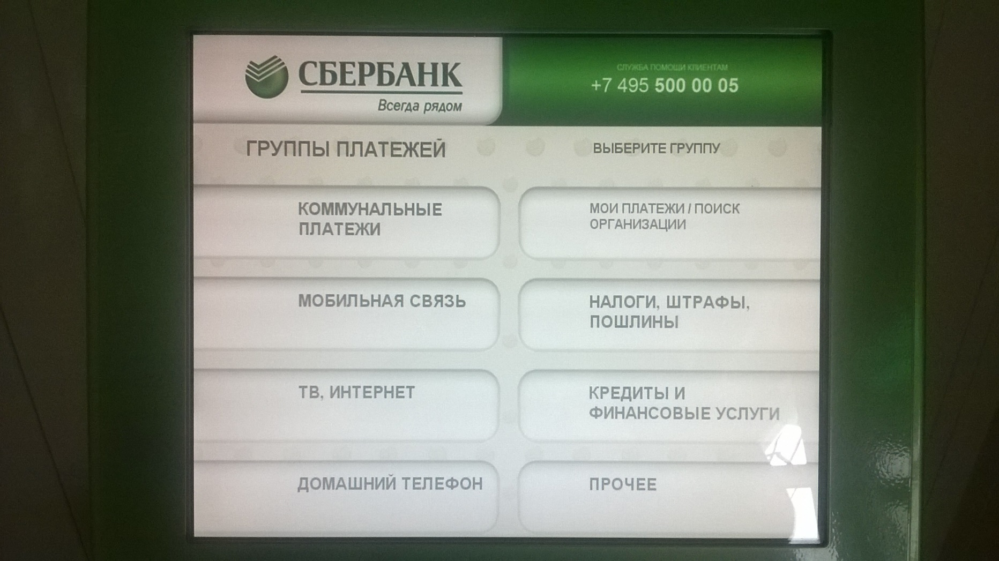 СБЕРБАНК
Всегда рядом
СЛУЖБА ПОМОЩИ КЛИЕНТАМ
+7 495 500 00 05
ГРУППЫ ПЛАТЕЖЕЙ
ВЫБЕРИТЕ ГРУППУ
КОММУНАЛЬНЫЕ
ПЛАТЕЖИ
МОИ ПЛАТЕЖИ / ПОИСК
ОРГАНИЗАЦИИ
МОБИЛЬНАЯ СВЯЗЬ
НАЛОГИ, ШТРАФЫ,
ПОШЛИНЫ
ТВ, ИНТЕРНЕТ
КРЕДИТЫ И
ФИНАНСОВЫЕ УСЛУГИ
ДОМАШНИЙ ТЕЛЕФОН
ПРОЧЕЕ